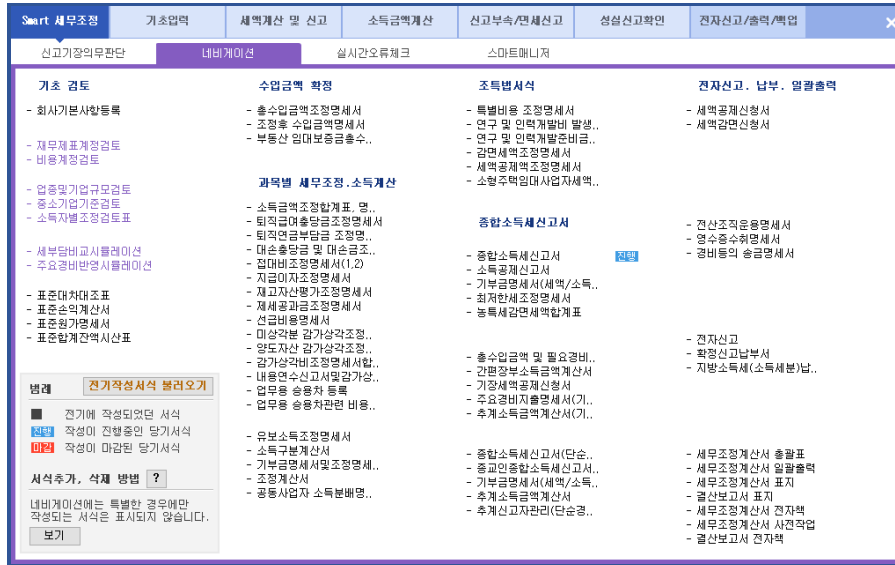 Smart 세무조정 기초입력 세액계산 및 신고 소득금액계산 신고부속/면세신고 성실신고확인 전자신고/출력/백업
신고기장의무판단 네비게이션 실시간오류체크 스마트매니저
기초 검토
- 회사기본사항등록
- 재무제표계정검토
- 비용계정검토
- 업종및기업규모검토
- 중소기업기준검토
- 소득자별조정검토표
- 세부담비교시뮬레이션
- 주요경비반영시뮬레이션
- 표준대차대조표
- 표준손익계산서
- 표준원가명세서
- 표준합계잔액시산표
범례 전기작성서식 불러오기
전기에 작성되었던 서식
진행 작성이 진행중인 당기서식
마감 작성이 마감된 당기서식
서식추가, 삭제 방법 ?
네비게이션에는 특별한 경우에만
작성되는 서식은 표시되지 않습니다.
보기
수입금액 확정
- 총수입금액조정명세서
- 조정후 수입금액명세서
- 부동산 임대보증금총수..
과목별 세무조정.소득계산
- 소득금액조정합계표, 명..
- 퇴직급여충당금조정명세서
- 퇴직연금부담금 조정명..
- 대손충당금 및 대손금조..
- 접대비조정명세서(1,2)
- 지급이자조정명세서
- 재고자산평가조정명세서
- 제세공과금조정명세서
- 선급비용명세서
- 미상각분 감가상각조정..
- 양도자산 감가상각조정..
- 감가상각비조정명세서합..
- 내용연수신고서및감가상..
- 업무용 승용차 등록
- 업무용 승용차관련 비용..
- 유보소득조정명세서
- 소득구분계산서
- 기부금명세서및조정명세..
- 조정계산서
- 공동사업자 소득분배명..
조특법서식
- 특별비용 조정명세서
- 연구 및 인력개발비 발생..
- 연구 및 인력개발준비금..
- 감면세액조정명세서
- 세액공제액조정명세서
- 소형주택임대사업자세액..
종합소득세신고서
- 종합소득세신고서 진행
- 소득공제신고서
- 기부금명세서(세액/소득..
- 최저한세조정명세서
- 농특세감면세액합계표
- 총수입금액 및 필요경비..
- 간편장부소득금액계산서
- 기장세액공제신청서
- 주요경비지출명세서(기..
- 추계소득금액계산서(기..
- 종합소득세신고서(단순..
- 종교인종합소득세신고..
- 기부금명세서(세액/소득..
- 추계소득금액계산서
- 추계신고자관리(단순경..
전자신고. 납부. 일괄출력
- 세액공제신청서
- 세액감면신청서
- 전산조직운용명세서
- 영수증수취명세서
- 경비등의 송금명세서
- 전자신고
- 확정신고납부서
- 지방소득세(소득세분)납..
- 세무조정계산서 총괄표
- 세무조정계산서 일괄출력
- 세무조정계산서 표지
- 결산보고서 표지
- 세무조정계산서 전자책
- 세무조정계산서 사전작업
- 결산보고서 전자책